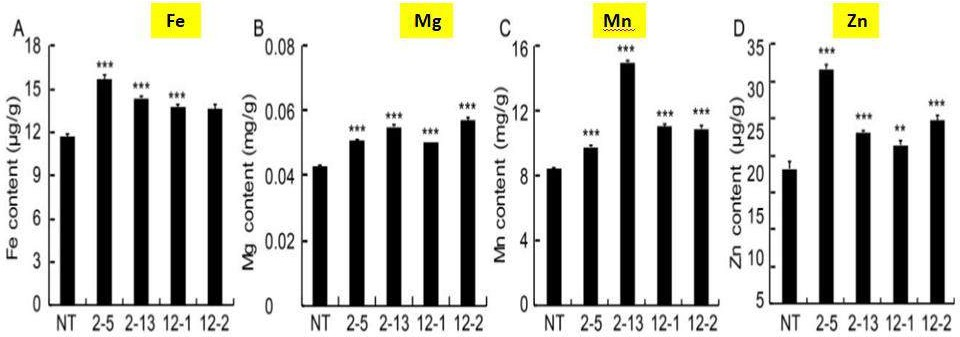 A
Fe
Fe content (µg/g)
18
15
12
9
6
3
0
***
***
***
NT 2-5 2-13 12-1 12-2
B
Mg
Mg content (mg/g)
0.08
0.06
0.04
0.02
0
***
***
***
***
NT 2-5 2-13 12-1 12-2
C
Mn
Mn content (mg/g)
16
12
8
4
0
***
***
***
***
NT 2-5 2-13 12-1 12-2
D
Zn
Zn content (µg/g)
35
30
25
20
15
10
5
***
***
**
***
NT 2-5 2-13 12-1 12-2